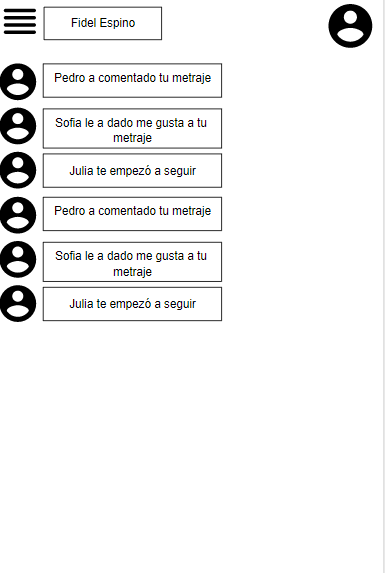 Fidel Espino
Pedro a comentado tu metraje
Sofia le a dado me gusta a tu
metraje
Julia te empezó a seguir
Pedro a comentado tu metraje
Sofia le a dado me gusta a tu
metraje
Julia te empezó a seguir